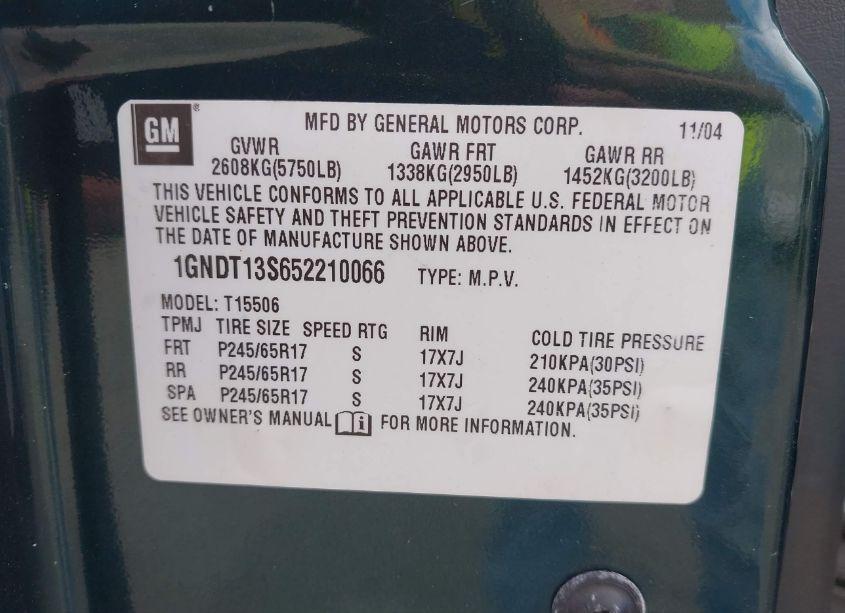 GM ® MFD BY GENERAL MOTORS CORP. 11/04
GVWR GAWR FRT GAWR RR
2608KG(5750LB) 1338KG(2950LB) 1452KG(3200LB)
THIS VEHICLE CONFORMS TO ALL APPLICABLE U.S. FEDERAL MOTOR
VEHICLE SAFETY AND THEFT PREVENTION STANDARDS IN EFFECT ON
THE DATE OF MANUFACTURE SHOWN ABOVE.
1GNDT13S652210066 TYPE: M.P.V.
MODEL: T15506
TPMJ TIRE SIZE SPEED RTG RIM COLD TIRE PRESSURE
FRT P245/65R17 S 17X7J 210KPA(30PSI)
RR P245/65R17 S 17X7J 240KPA(35PSI)
SPA P245/65R17 S 17X7J 240KPA(35PSI)
SEE OWNER'S MANUAL i FOR MORE INFORMATION.